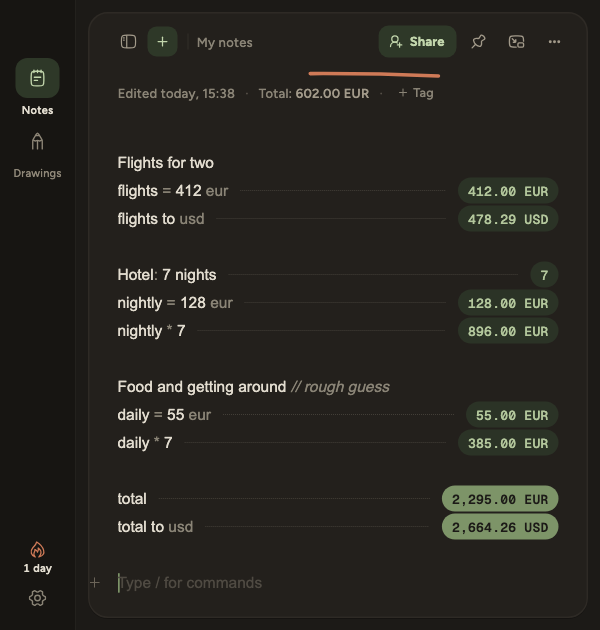 My notes
Share
Edited today, 15:38 · Total: 602.00 EUR · + Tag
Notes
Drawings
Flights for two
flights = 412 eur 412.00 EUR
flights to usd 478.29 USD
Hotel: 7 nights 7
nightly = 128 eur 128.00 EUR
nightly * 7 896.00 EUR
Food and getting around // rough guess
daily = 55 eur 55.00 EUR
daily * 7 385.00 EUR
total 2,295.00 EUR
total to usd 2,664.26 USD
Type / for commands
1 day